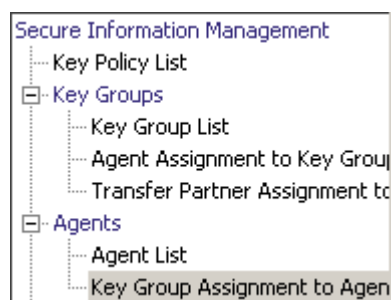 Secure Information Management
Key Policy List
Key Groups
Key Group List
Agent Assignment to Key Grou
Transfer Partner Assignment to
Agents
Agent List
Key Group Assignment to Agen